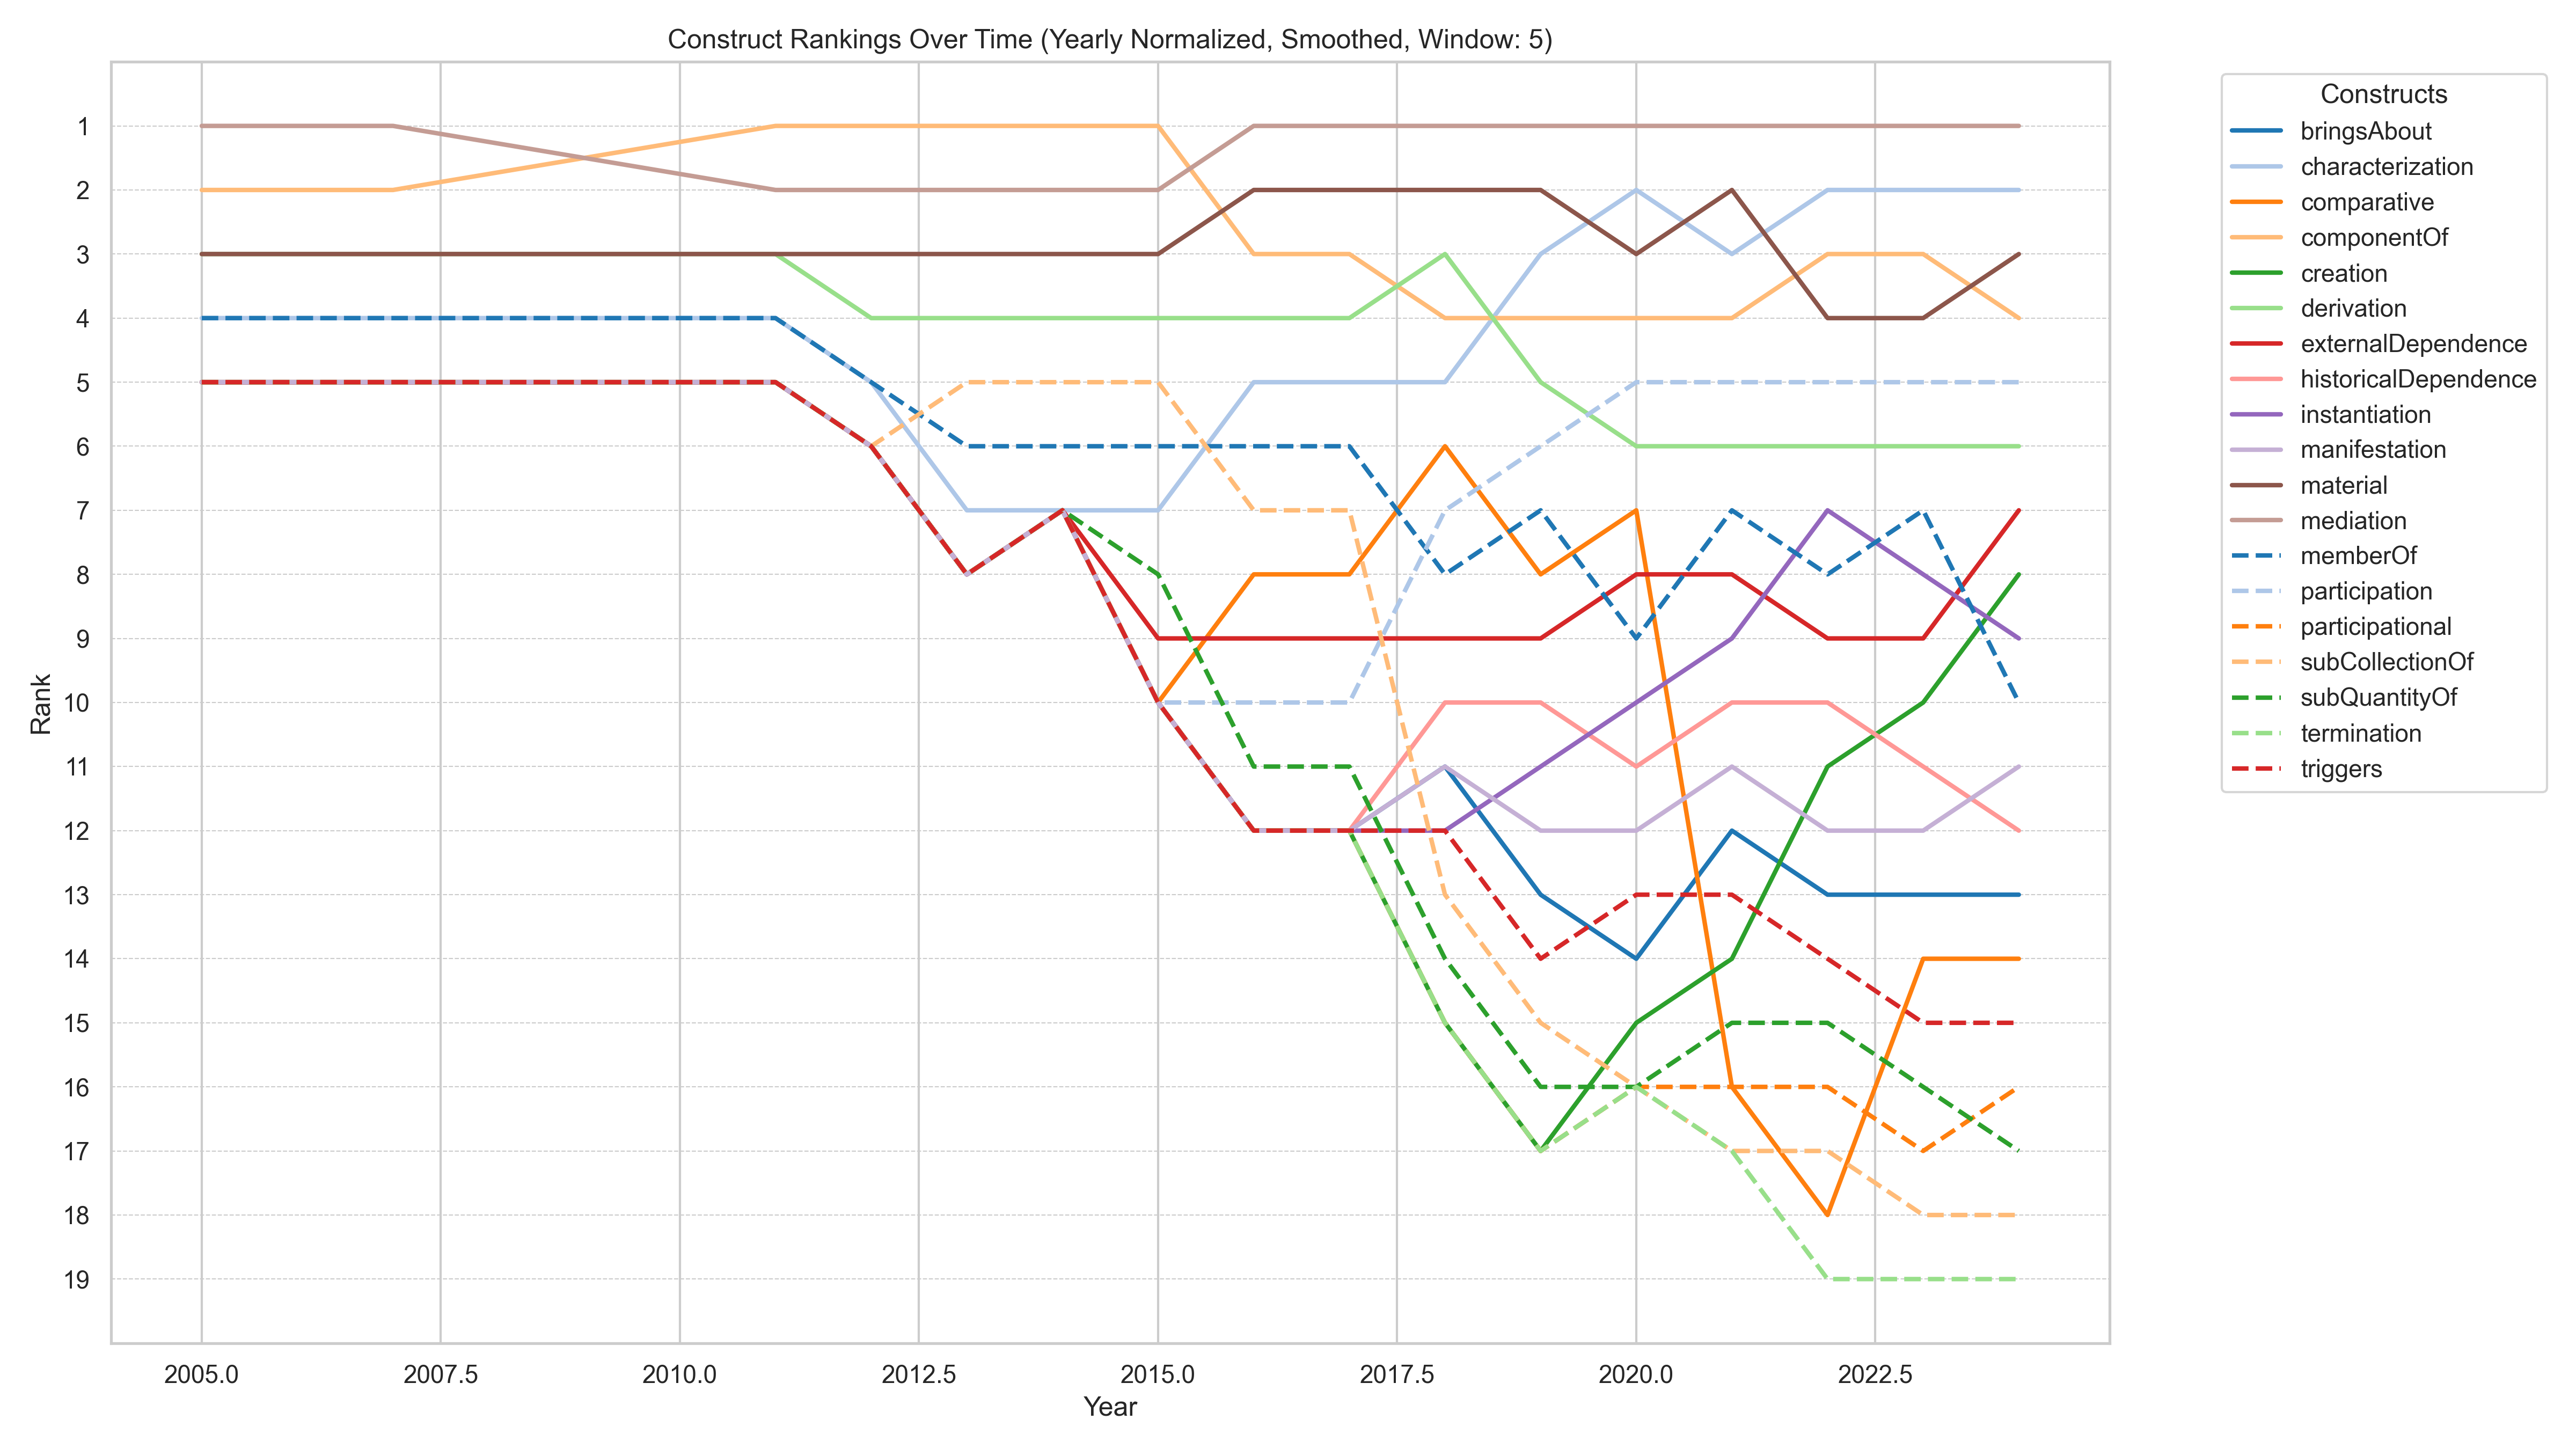 Construct Rankings Over Time (Yearly Normalized, Smoothed, Window: 5)
Rank
1
2
3
4
5
6
7
8
9
10
11
12
13
14
15
16
17
18
19
2005.0 2007.5 2010.0 2012.5 2015.0 2017.5 2020.0 2022.5
Year
Constructs
bringsAbout
characterization
comparative
componentOf
creation
derivation
externalDependence
historicalDependence
instantiation
manifestation
material
mediation
memberOf
participation
participational
subCollectionOf
subQuantityOf
termination
triggers